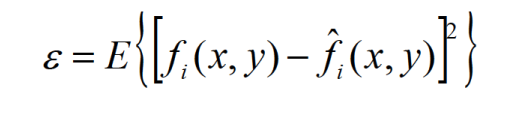 ε = E{[f_i(x, y) − f̂_i(x, y)]²}